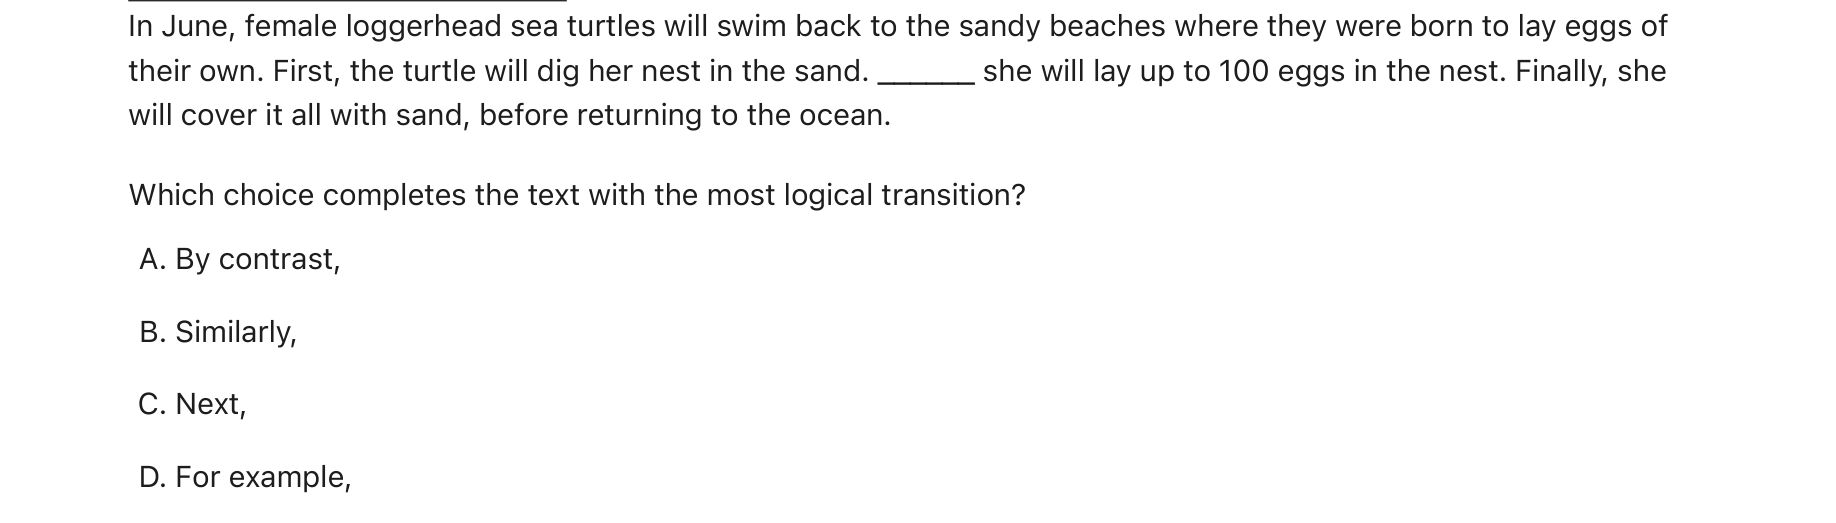 In June, female loggerhead sea turtles will swim back to the sandy beaches where they were born to lay eggs of
their own. First, the turtle will dig her nest in the sand. ______ she will lay up to 100 eggs in the nest. Finally, she
will cover it all with sand, before returning to the ocean.
Which choice completes the text with the most logical transition?
A. By contrast,
B. Similarly,
C. Next,
D. For example,